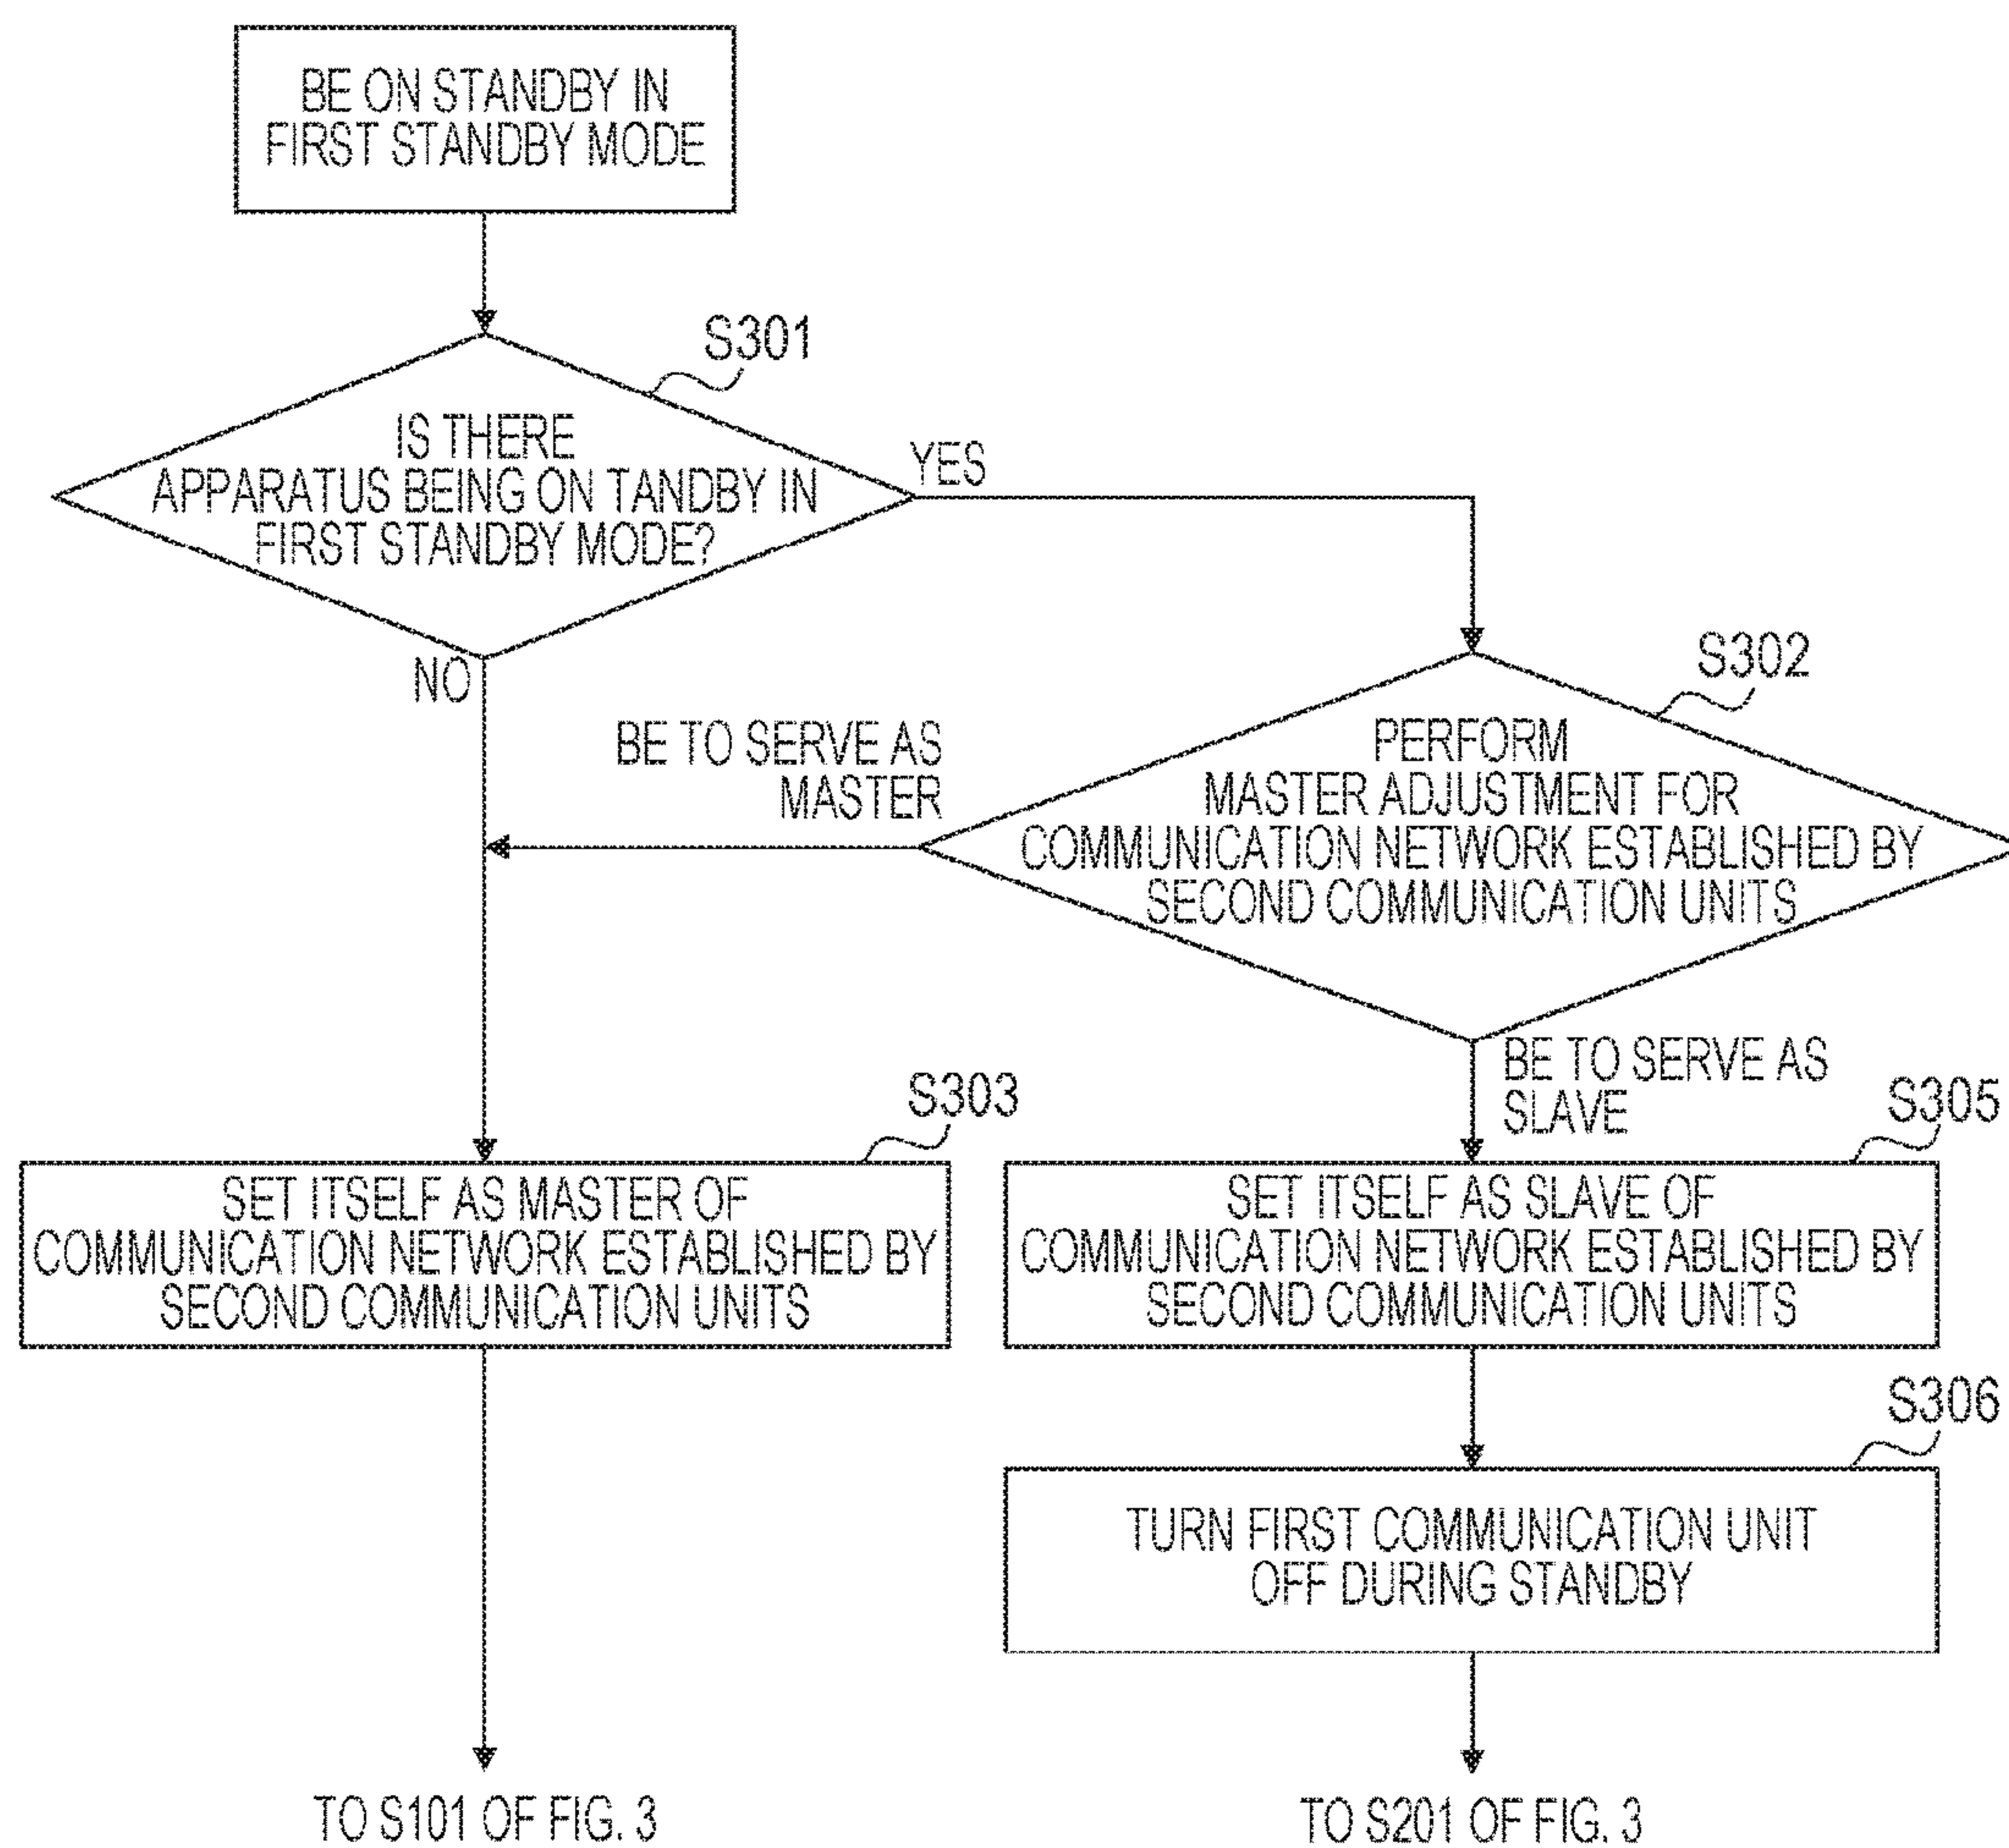 BE ON STANDBY IN
FIRST STANDBY MODE
S301
IS THERE
APPARATUS BEING ON TANDBY IN
FIRST STANDBY MODE?
YES
NO
S302
PERFORM
MASTER ADJUSTMENT FOR
COMMUNICATION NETWORK ESTABLISHED BY
SECOND COMMUNICATION UNITS
BE TO SERVE AS
MASTER
BE TO SERVE AS
SLAVE
S303
SET ITSELF AS MASTER OF
COMMUNICATION NETWORK ESTABLISHED BY
SECOND COMMUNICATION UNITS
S305
SET ITSELF AS SLAVE OF
COMMUNICATION NETWORK ESTABLISHED BY
SECOND COMMUNICATION UNITS
S306
TURN FIRST COMMUNICATION UNIT
OFF DURING STANDBY
TO S101 OF FIG. 3
TO S201 OF FIG. 3